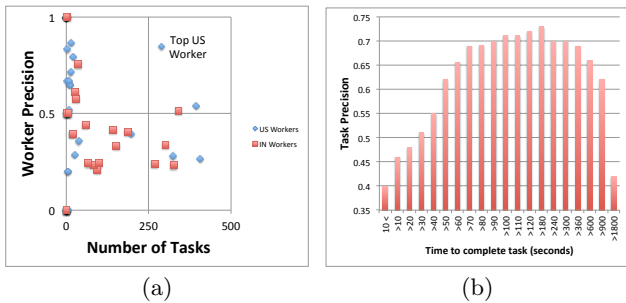 (a)
Worker Precision
1
0.5
0
0
250
500
Number of Tasks
Top US
Worker
US Workers
IN Workers
(b)
Task Precision
0.75
0.7
0.65
0.6
0.55
0.5
0.45
0.4
0.35
10 <
>10
>20
>30
>40
>50
>60
>70
>80
>90
>100
>110
>120
>180
>240
>300
>360
>600
>900
>1800
Time to complete task (seconds)
(a)
(b)